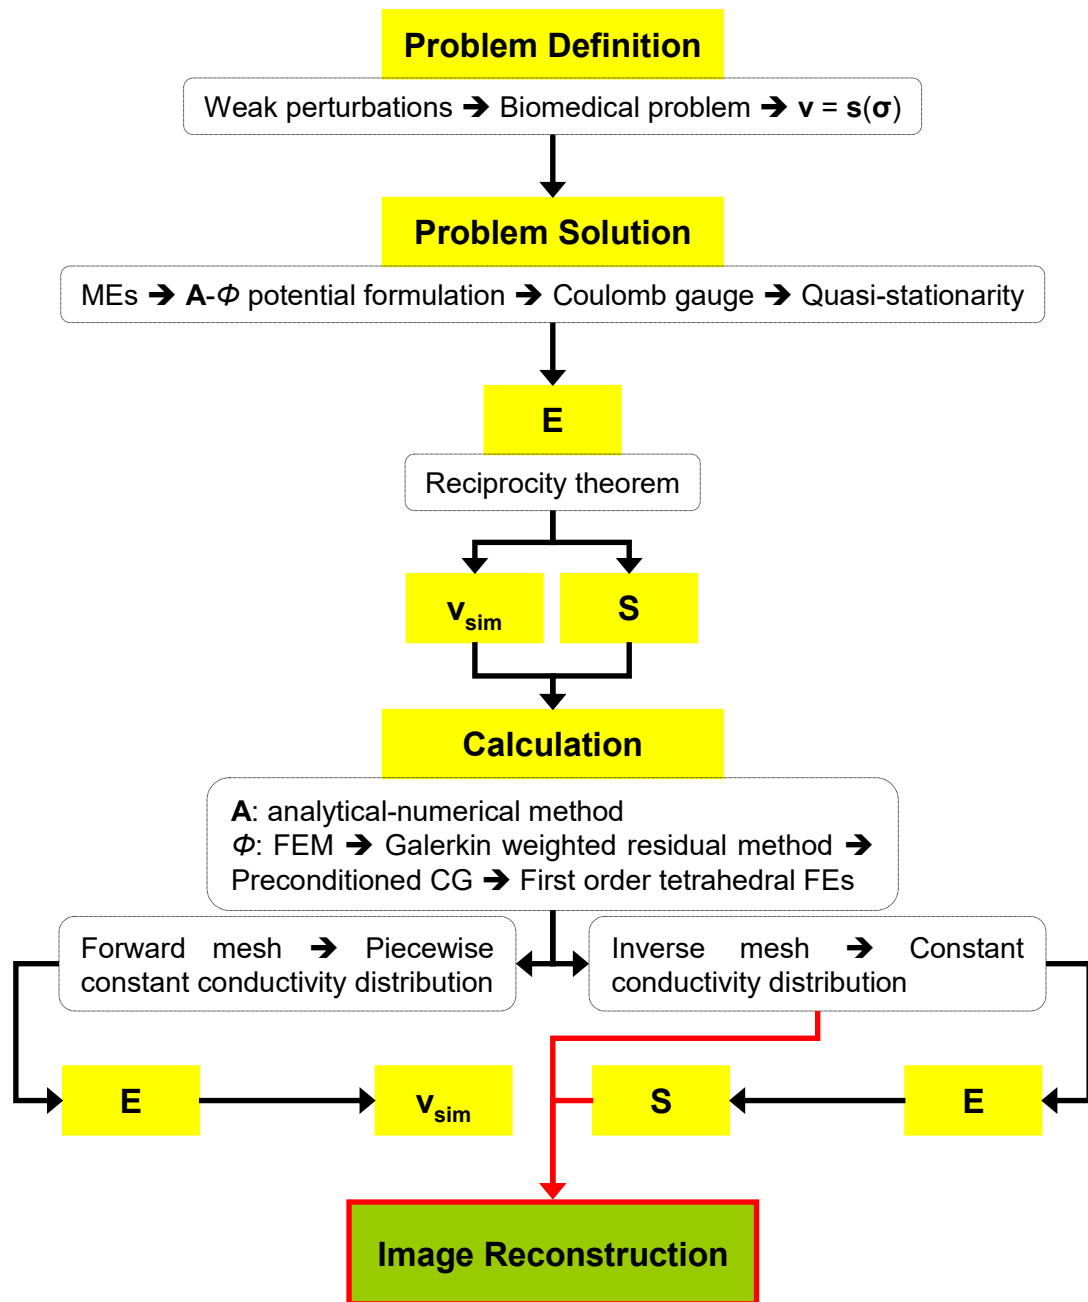 Problem Definition
Weak perturbations ➔ Biomedical problem ➔ v = s(σ)
Problem Solution
MEs ➔ A-Φ potential formulation ➔ Coulomb gauge ➔ Quasi-stationarity
E
Reciprocity theorem
vsim
S
Calculation
A: analytical-numerical method
Φ: FEM ➔ Galerkin weighted residual method ➔
Preconditioned CG ➔ First order tetrahedral FEs
Forward mesh ➔ Piecewise
constant conductivity distribution
Inverse mesh ➔ Constant
conductivity distribution
E
vsim
S
E
Image Reconstruction